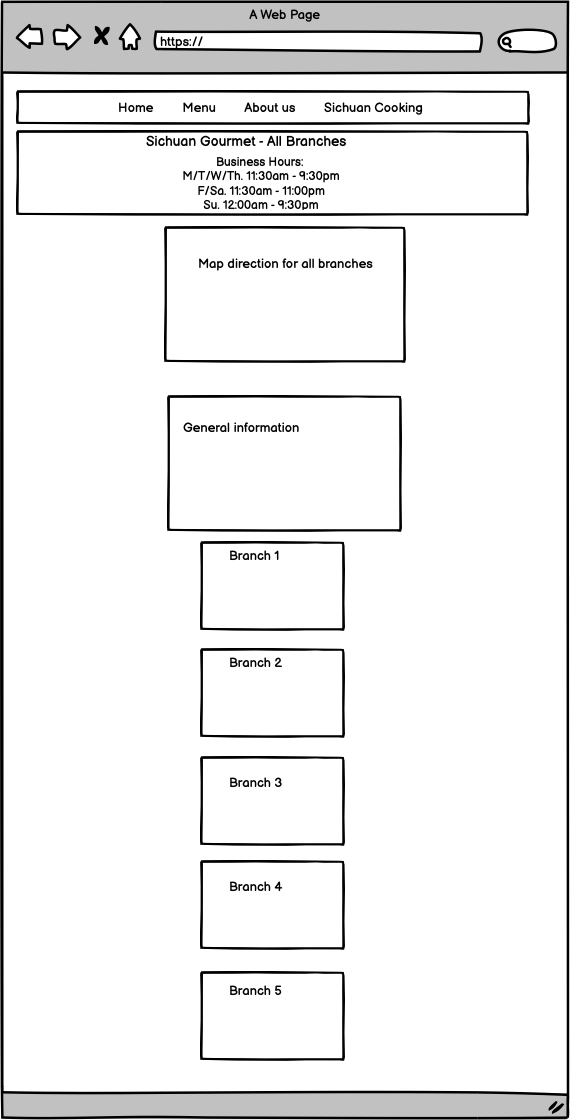 A Web Page
https://
Home Menu About us Sichuan Cooking
Sichuan Gourmet - All Branches
Business Hours:
M/T/W/Th. 11:30am - 9:30pm
F/Sa. 11:30am - 11:00pm
Su. 12:00am - 9:30pm
Map direction for all branches
General information
Branch 1
Branch 2
Branch 3
Branch 4
Branch 5